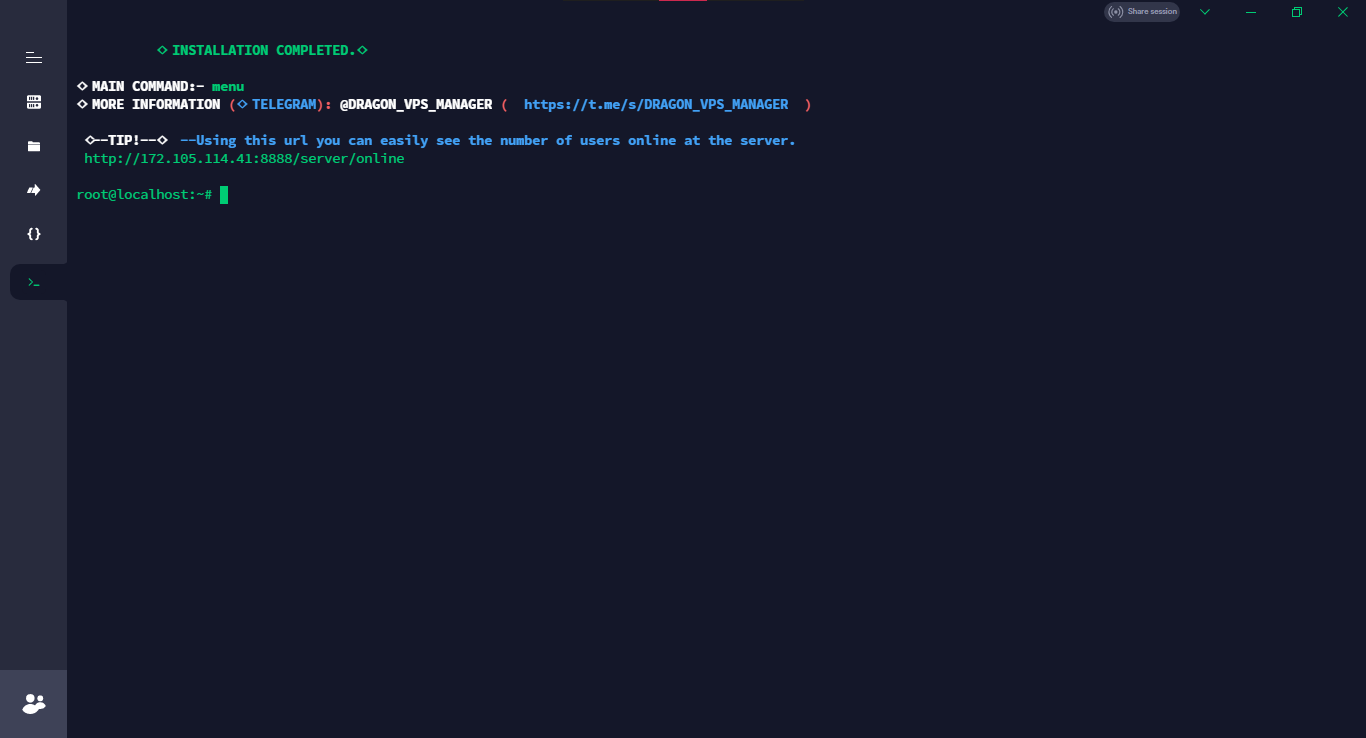 Share session
◇ INSTALLATION COMPLETED.◇
◇ MAIN COMMAND:- menu
◇ MORE INFORMATION (◇ TELEGRAM): @DRAGON_VPS_MANAGER ( https://t.me/s/DRAGON_VPS_MANAGER )
◇--TIP!--◇ --Using this url you can easily see the number of users online at the server.
http://172.105.114.41:8888/server/online
root@localhost:~#